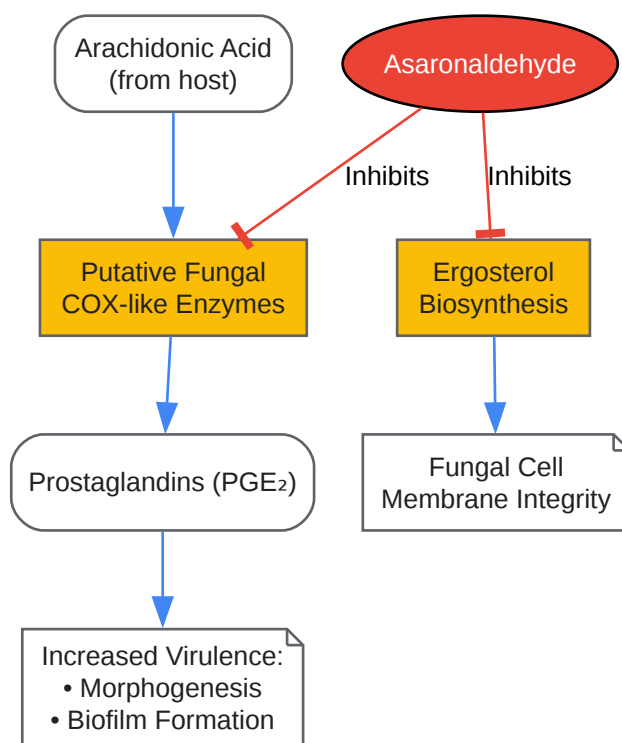 Arachidonic Acid
(from host)
Asaronaldehyde
Inhibits
Inhibits
Putative Fungal
COX-like Enzymes
Ergosterol
Biosynthesis
Prostaglandins (PGE₂)
Fungal Cell
Membrane Integrity
Increased Virulence:
• Morphogenesis
• Biofilm Formation